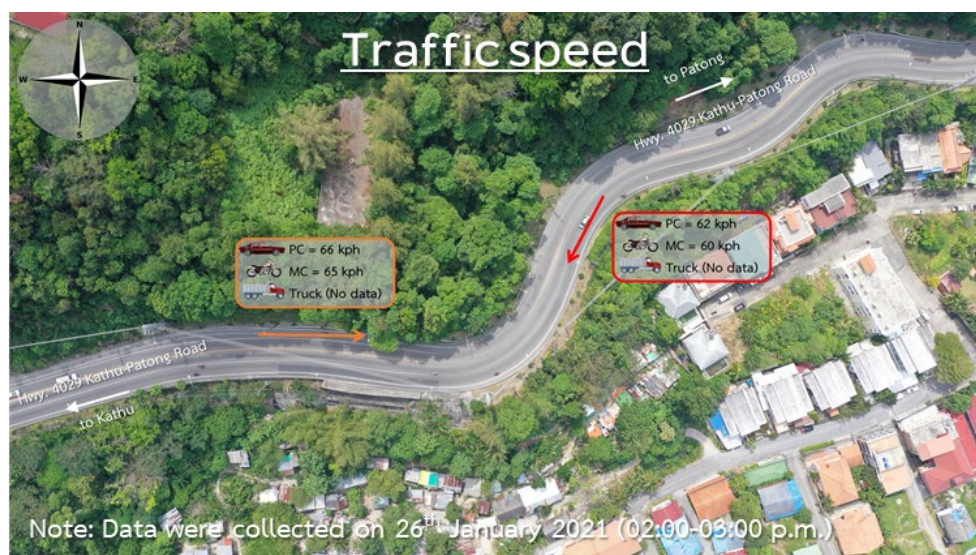 N
W E
S
Traffic speed
to Patong
Hwy. 4029 Kathu-Patong Road
PC = 62 kph
MC = 60 kph
Truck (No data)
PC = 66 kph
MC = 65 kph
Truck (No data)
Hwy. 4029 Kathu-Patong Road
to Kathu
Note: Data were collected on 26th January 2021 (02:00-03:00 p.m.)